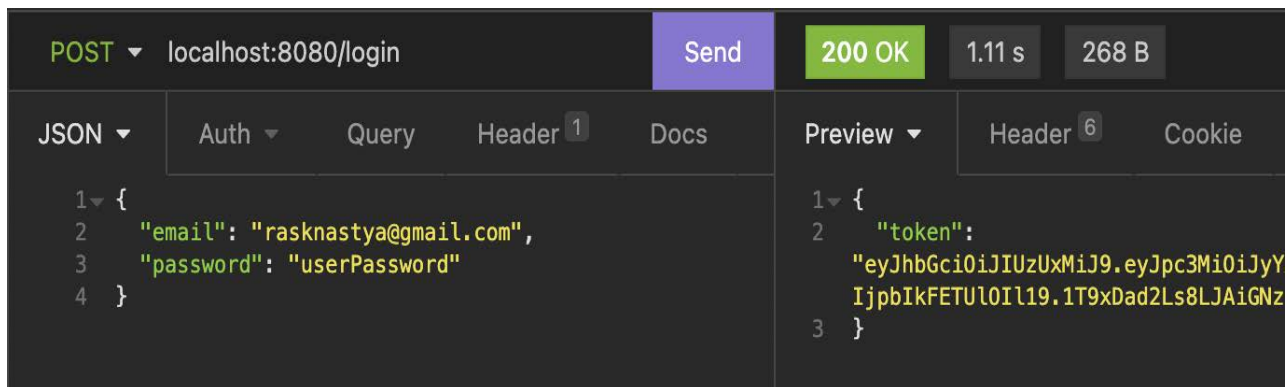 POST localhost:8080/login Send 200 OK 1.11 s 268 B
JSON Auth Query Header 1 Docs Preview Header 6 Cookie
1 {
2 "email": "rasknastya@gmail.com",
3 "password": "userPassword"
4 }
1 {
2 "token":
"eyJhbGciOiJIUzUxMiJ9.eyJpc3MiOiJyY
IjpbIkFETUlOIl19.1T9xDad2Ls8LJAiGNz
3 }